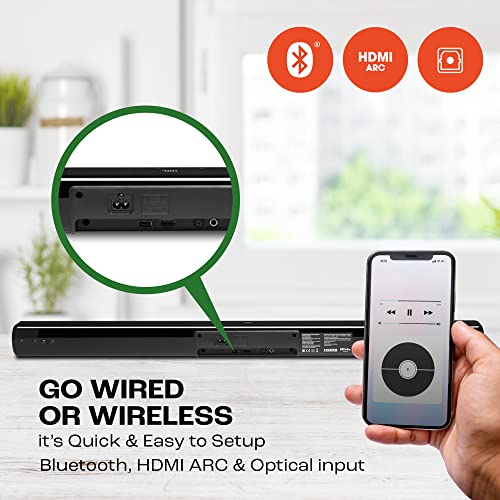 HDMI
ARC
GO WIRED
OR WIRELESS
it's Quick & Easy to Setup
Bluetooth, HDMI ARC & Optical input